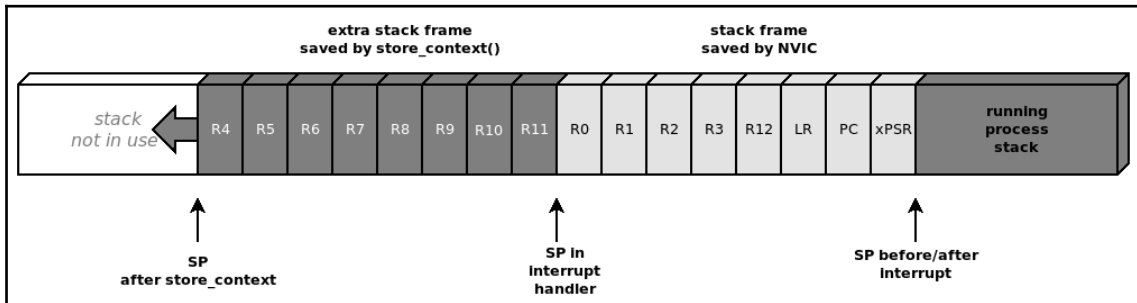 extra stack frame
saved by store_context()
stack frame
saved by NVIC
stack
not in use
R4 R5 R6 R7 R8 R9 R10 R11 R0 R1 R2 R3 R12 LR PC xPSR
running
process
stack
SP
after store_context
SP in
interrupt
handler
SP before/after
interrupt